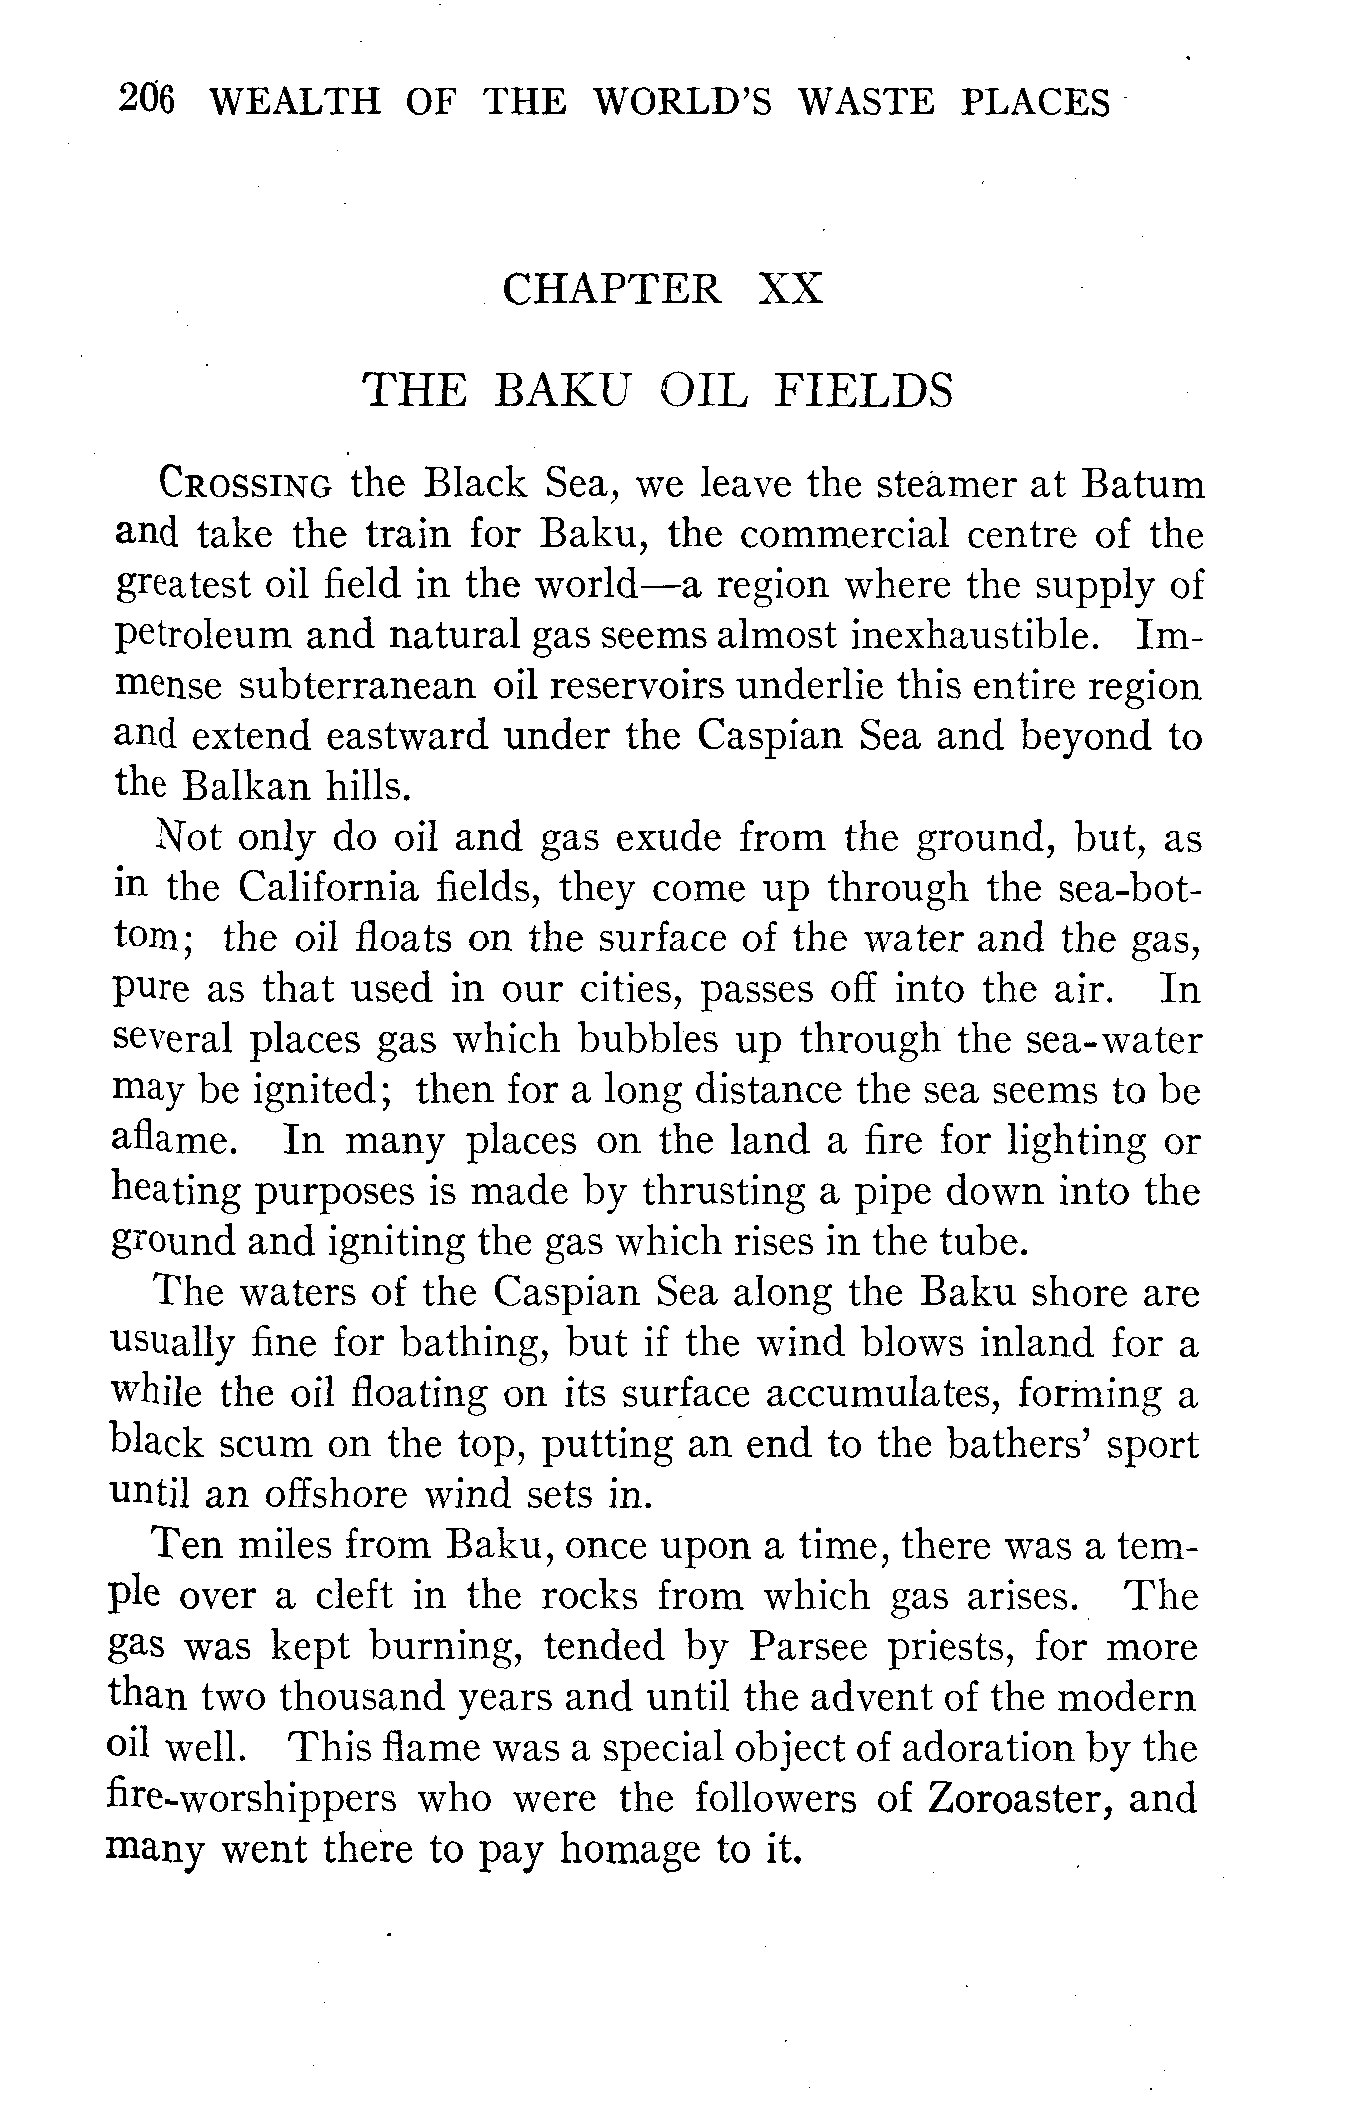 206 WEALTH OF THE WORLD'S WASTE PLACES
CHAPTER XX
THE BAKU OIL FIELDS
CROSSING the Black Sea, we leave the steamer at Batum
and take the train for Baku, the commercial centre of the
greatest oil field in the world—a region where the supply of
petroleum and natural gas seems almost inexhaustible. Im-
mense subterranean oil reservoirs underlie this entire region
and extend eastward under the Caspian Sea and beyond to
the Balkan hills.
Not only do oil and gas exude from the ground, but, as
in the California fields, they come up through the sea-bot-
tom; the oil floats on the surface of the water and the gas,
pure as that used in our cities, passes off into the air. In
several places gas which bubbles up through the sea-water
may be ignited; then for a long distance the sea seems to be
aflame. In many places on the land a fire for lighting or
heating purposes is made by thrusting a pipe down into the
ground and igniting the gas which rises in the tube.
The waters of the Caspian Sea along the Baku shore are
usually fine for bathing, but if the wind blows inland for a
while the oil floating on its surface accumulates, forming a
black scum on the top, putting an end to the bathers' sport
until an offshore wind sets in.
Ten miles from Baku, once upon a time, there was a tem-
ple over a cleft in the rocks from which gas arises. The
gas was kept burning, tended by Parsee priests, for more
than two thousand years and until the advent of the modern
oil well. This flame was a special object of adoration by the
fire-worshippers who were the followers of Zoroaster, and
many went there to pay homage to it.